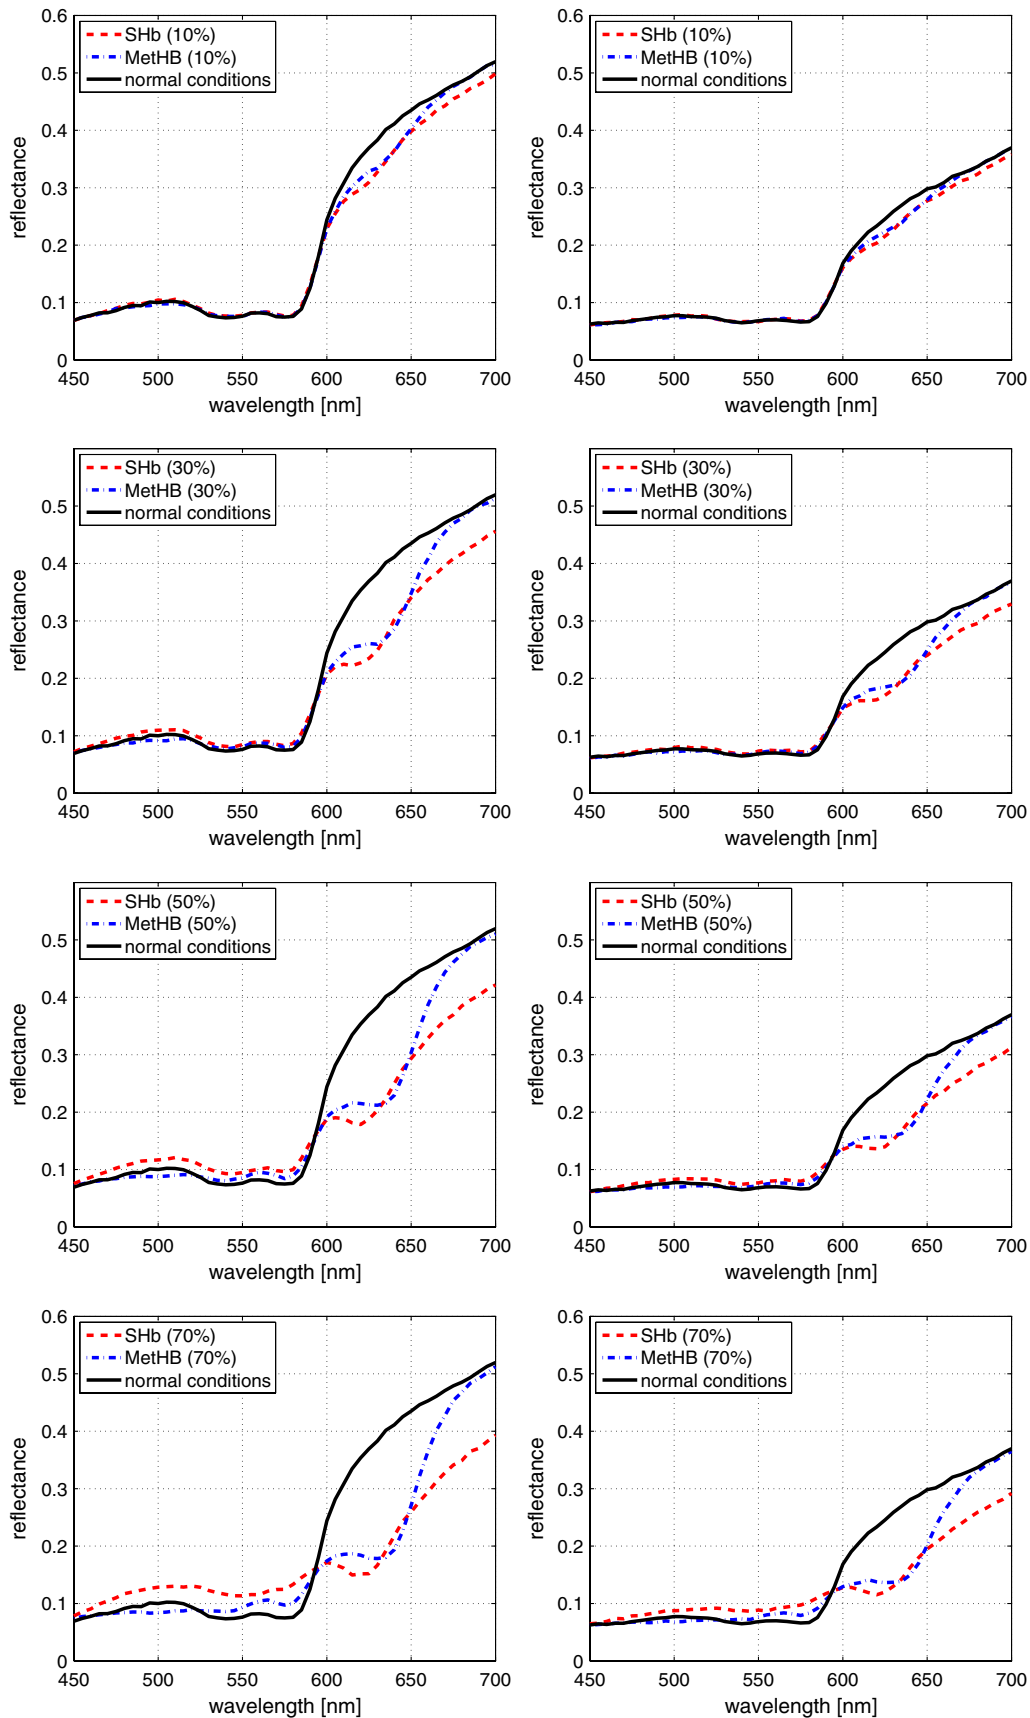 0.6
0.5
0.4
0.3
0.2
0.1
0
reflectance
SHb (10%)
MetHB (10%)
normal conditions
450 500 550 600 650 700
wavelength [nm]
0.6
0.5
0.4
0.3
0.2
0.1
0
reflectance
SHb (10%)
MetHB (10%)
normal conditions
450 500 550 600 650 700
wavelength [nm]
0.5
0.4
0.3
0.2
0.1
0
reflectance
SHb (30%)
MetHB (30%)
normal conditions
450 500 550 600 650 700
wavelength [nm]
0.5
0.4
0.3
0.2
0.1
0
reflectance
SHb (30%)
MetHB (30%)
normal conditions
450 500 550 600 650 700
wavelength [nm]
0.5
0.4
0.3
0.2
0.1
0
reflectance
SHb (50%)
MetHB (50%)
normal conditions
450 500 550 600 650 700
wavelength [nm]
0.5
0.4
0.3
0.2
0.1
0
reflectance
SHb (50%)
MetHB (50%)
normal conditions
450 500 550 600 650 700
wavelength [nm]
0.6
0.5
0.4
0.3
0.2
0.1
0
reflectance
SHb (70%)
MetHB (70%)
normal conditions
450 500 550 600 650 700
wavelength [nm]
0.6
0.5
0.4
0.3
0.2
0.1
0
reflectance
SHb (70%)
MetHB (70%)
normal conditions
450 500 550 600 650 700
wavelength [nm]